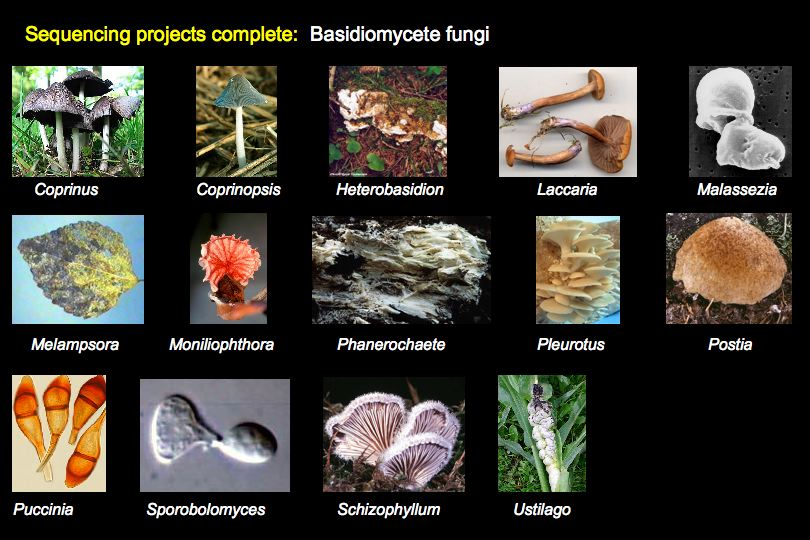 Sequencing projects complete: Basidiomycete fungi
Coprinus Coprinopsis Heterobasidion Laccaria Malassezia
Melampsora Moniliophthora Phanerochaete Pleurotus Postia
Puccinia Sporobolomyces Schizophyllum Ustilago